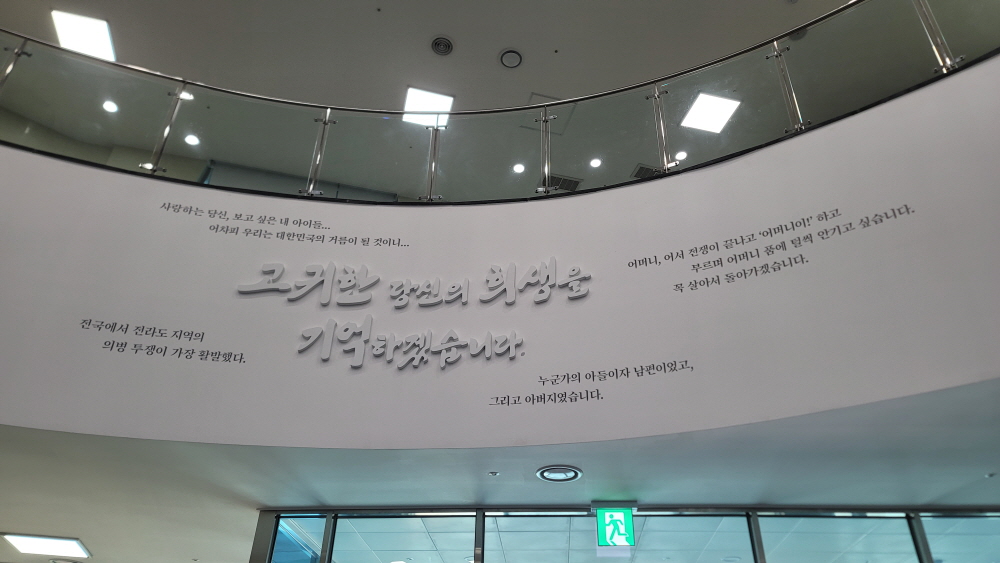 사랑하는 당신, 보고 싶은 내 아이들...
어차피 우리는 대한민국의 거름이 될 것이니...
고귀한 당신의 희생을
기억하겠습니다.
어머니, 어서 전쟁이 끝나고 '어머니이!' 하고
부르며 어머니 품에 털썩 안기고 싶습니다.
꼭 살아서 돌아가겠습니다.
전국에서 전라도 지역의
의병 투쟁이 가장 활발했다.
누군가의 아들이자 남편이었고,
그리고 아버지였습니다.